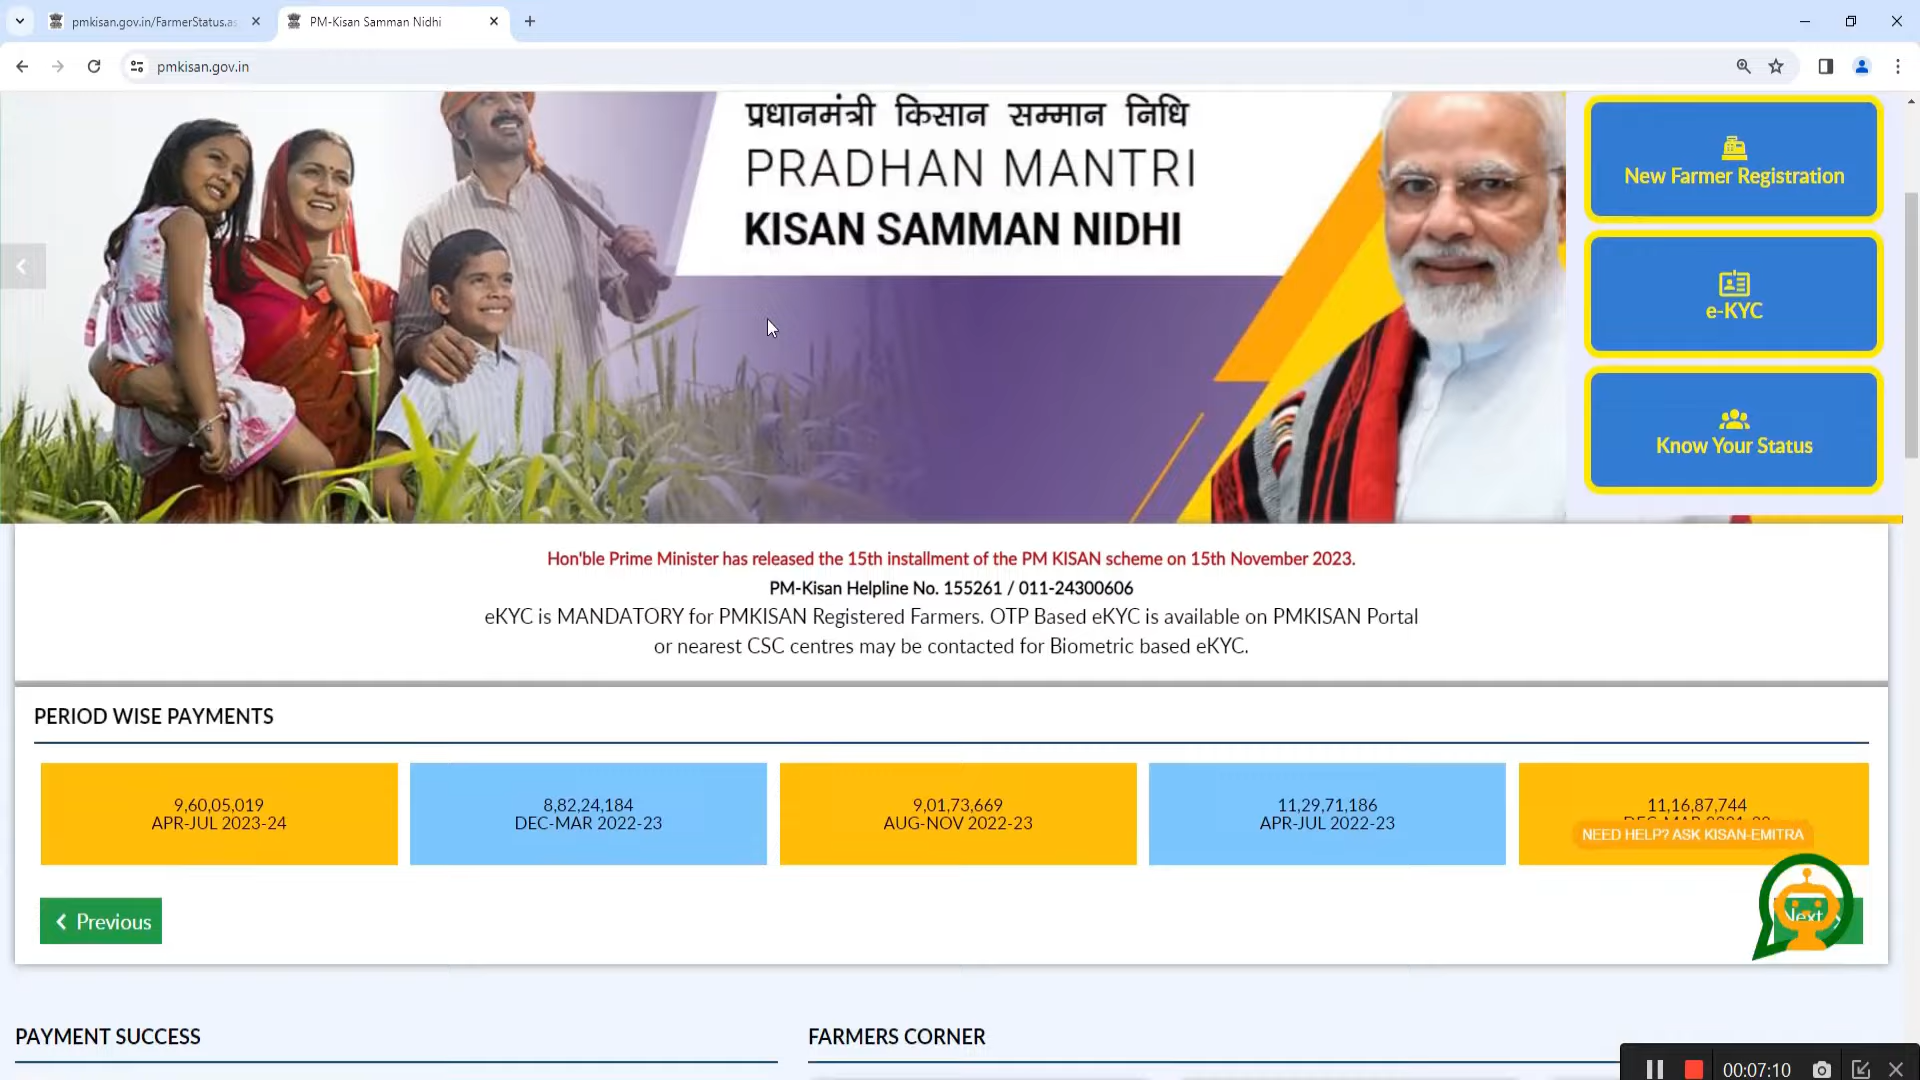 pmkisan.gov.in/FarmerStatus.as
PM-Kisan Samman Nidhi
pmkisan.gov.in
प्रधानमंत्री किसान सम्मान निधि
PRADHAN MANTRI
KISAN SAMMAN NIDHI
New Farmer Registration
e-KYC
Know Your Status
Hon'ble Prime Minister has released the 15th installment of the PM KISAN scheme on 15th November 2023.
PM-Kisan Helpline No. 155261 / 011-24300606
eKYC is MANDATORY for PMKISAN Registered Farmers. OTP Based eKYC is available on PMKISAN Portal
or nearest CSC centres may be contacted for Biometric based eKYC.
PERIOD WISE PAYMENTS
9,60,05,019
APR-JUL 2023-24
8,82,24,184
DEC-MAR 2022-23
9,01,73,669
AUG-NOV 2022-23
11,29,71,186
APR-JUL 2022-23
11,16,87,744
NEED HELP? ASK KISAN-EMITRA
Previous
Next
PAYMENT SUCCESS
FARMERS CORNER
00:07:10